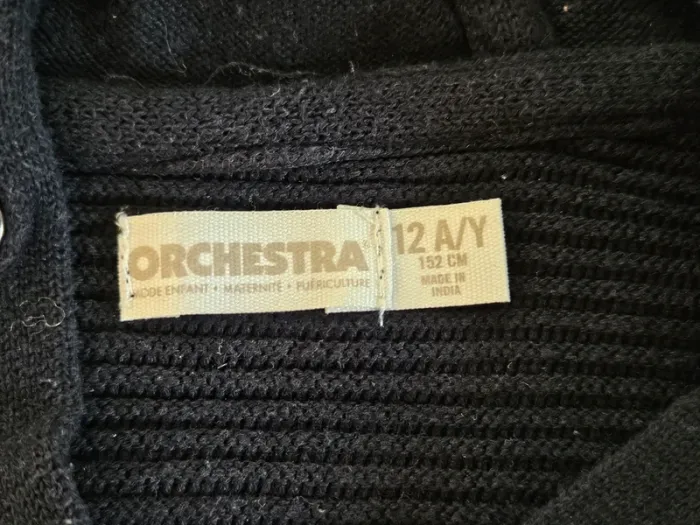 ORCHESTRA®
MODE ENFANT • MATERNITÉ • PUÉRICULTURE
12 A/Y
152 CM
MADE IN
INDIA